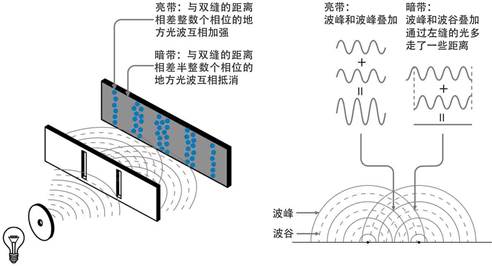 亮带：与双缝的距离
相差整数个相位的地
方光波互相加强
暗带：与双缝的距离
相差半整数个相位的
地方光波互相抵消
亮带：
波峰和波峰叠加
暗带：
波峰和波谷叠加
通过左缝的光多
走了一些距离
+
=
+
=
波峰
波谷